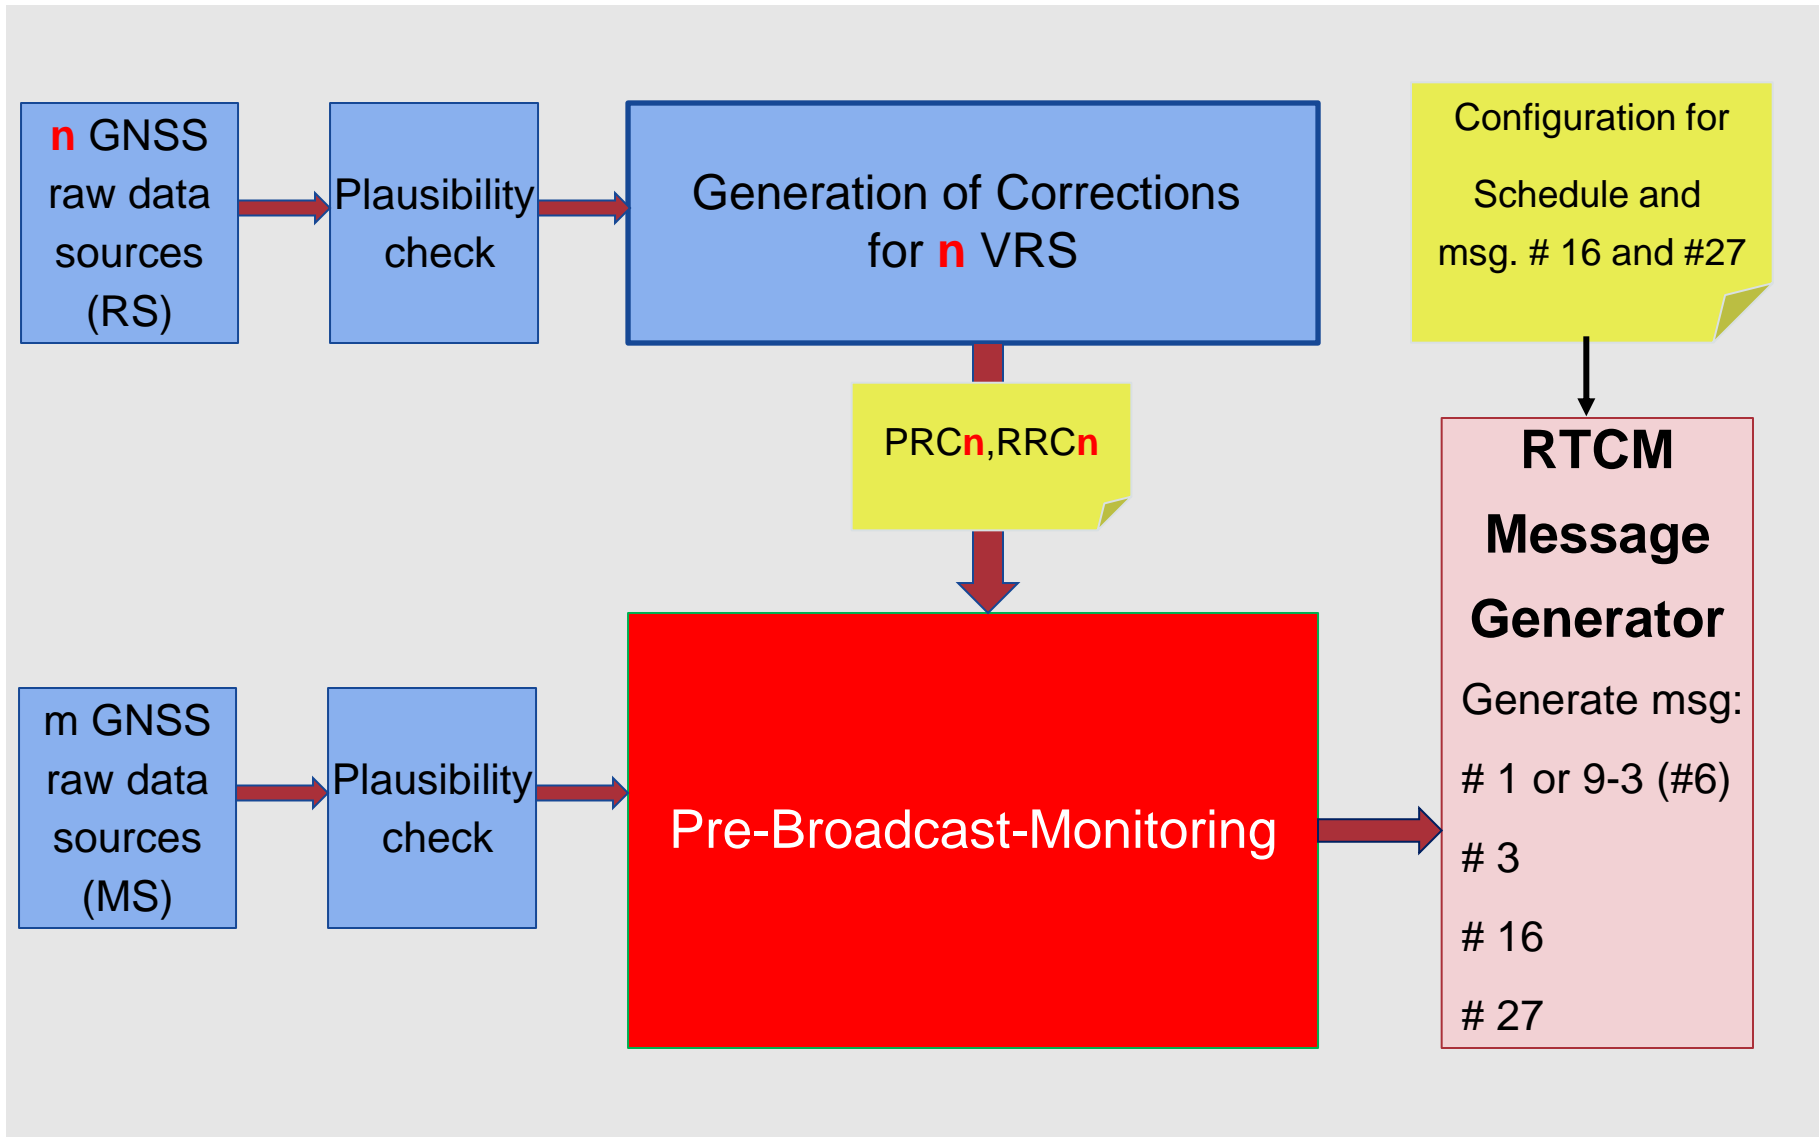 n GNSS
raw data
sources
(RS)
Plausibility
check
Generation of Corrections
for n VRS
Configuration for
Schedule and
msg. # 16 and #27
PRCn,RRCn
m GNSS
raw data
sources
(MS)
Plausibility
check
Pre-Broadcast-Monitoring
RTCM
Message
Generator
Generate msg:
# 1 or 9-3 (#6)
# 3
# 16
# 27